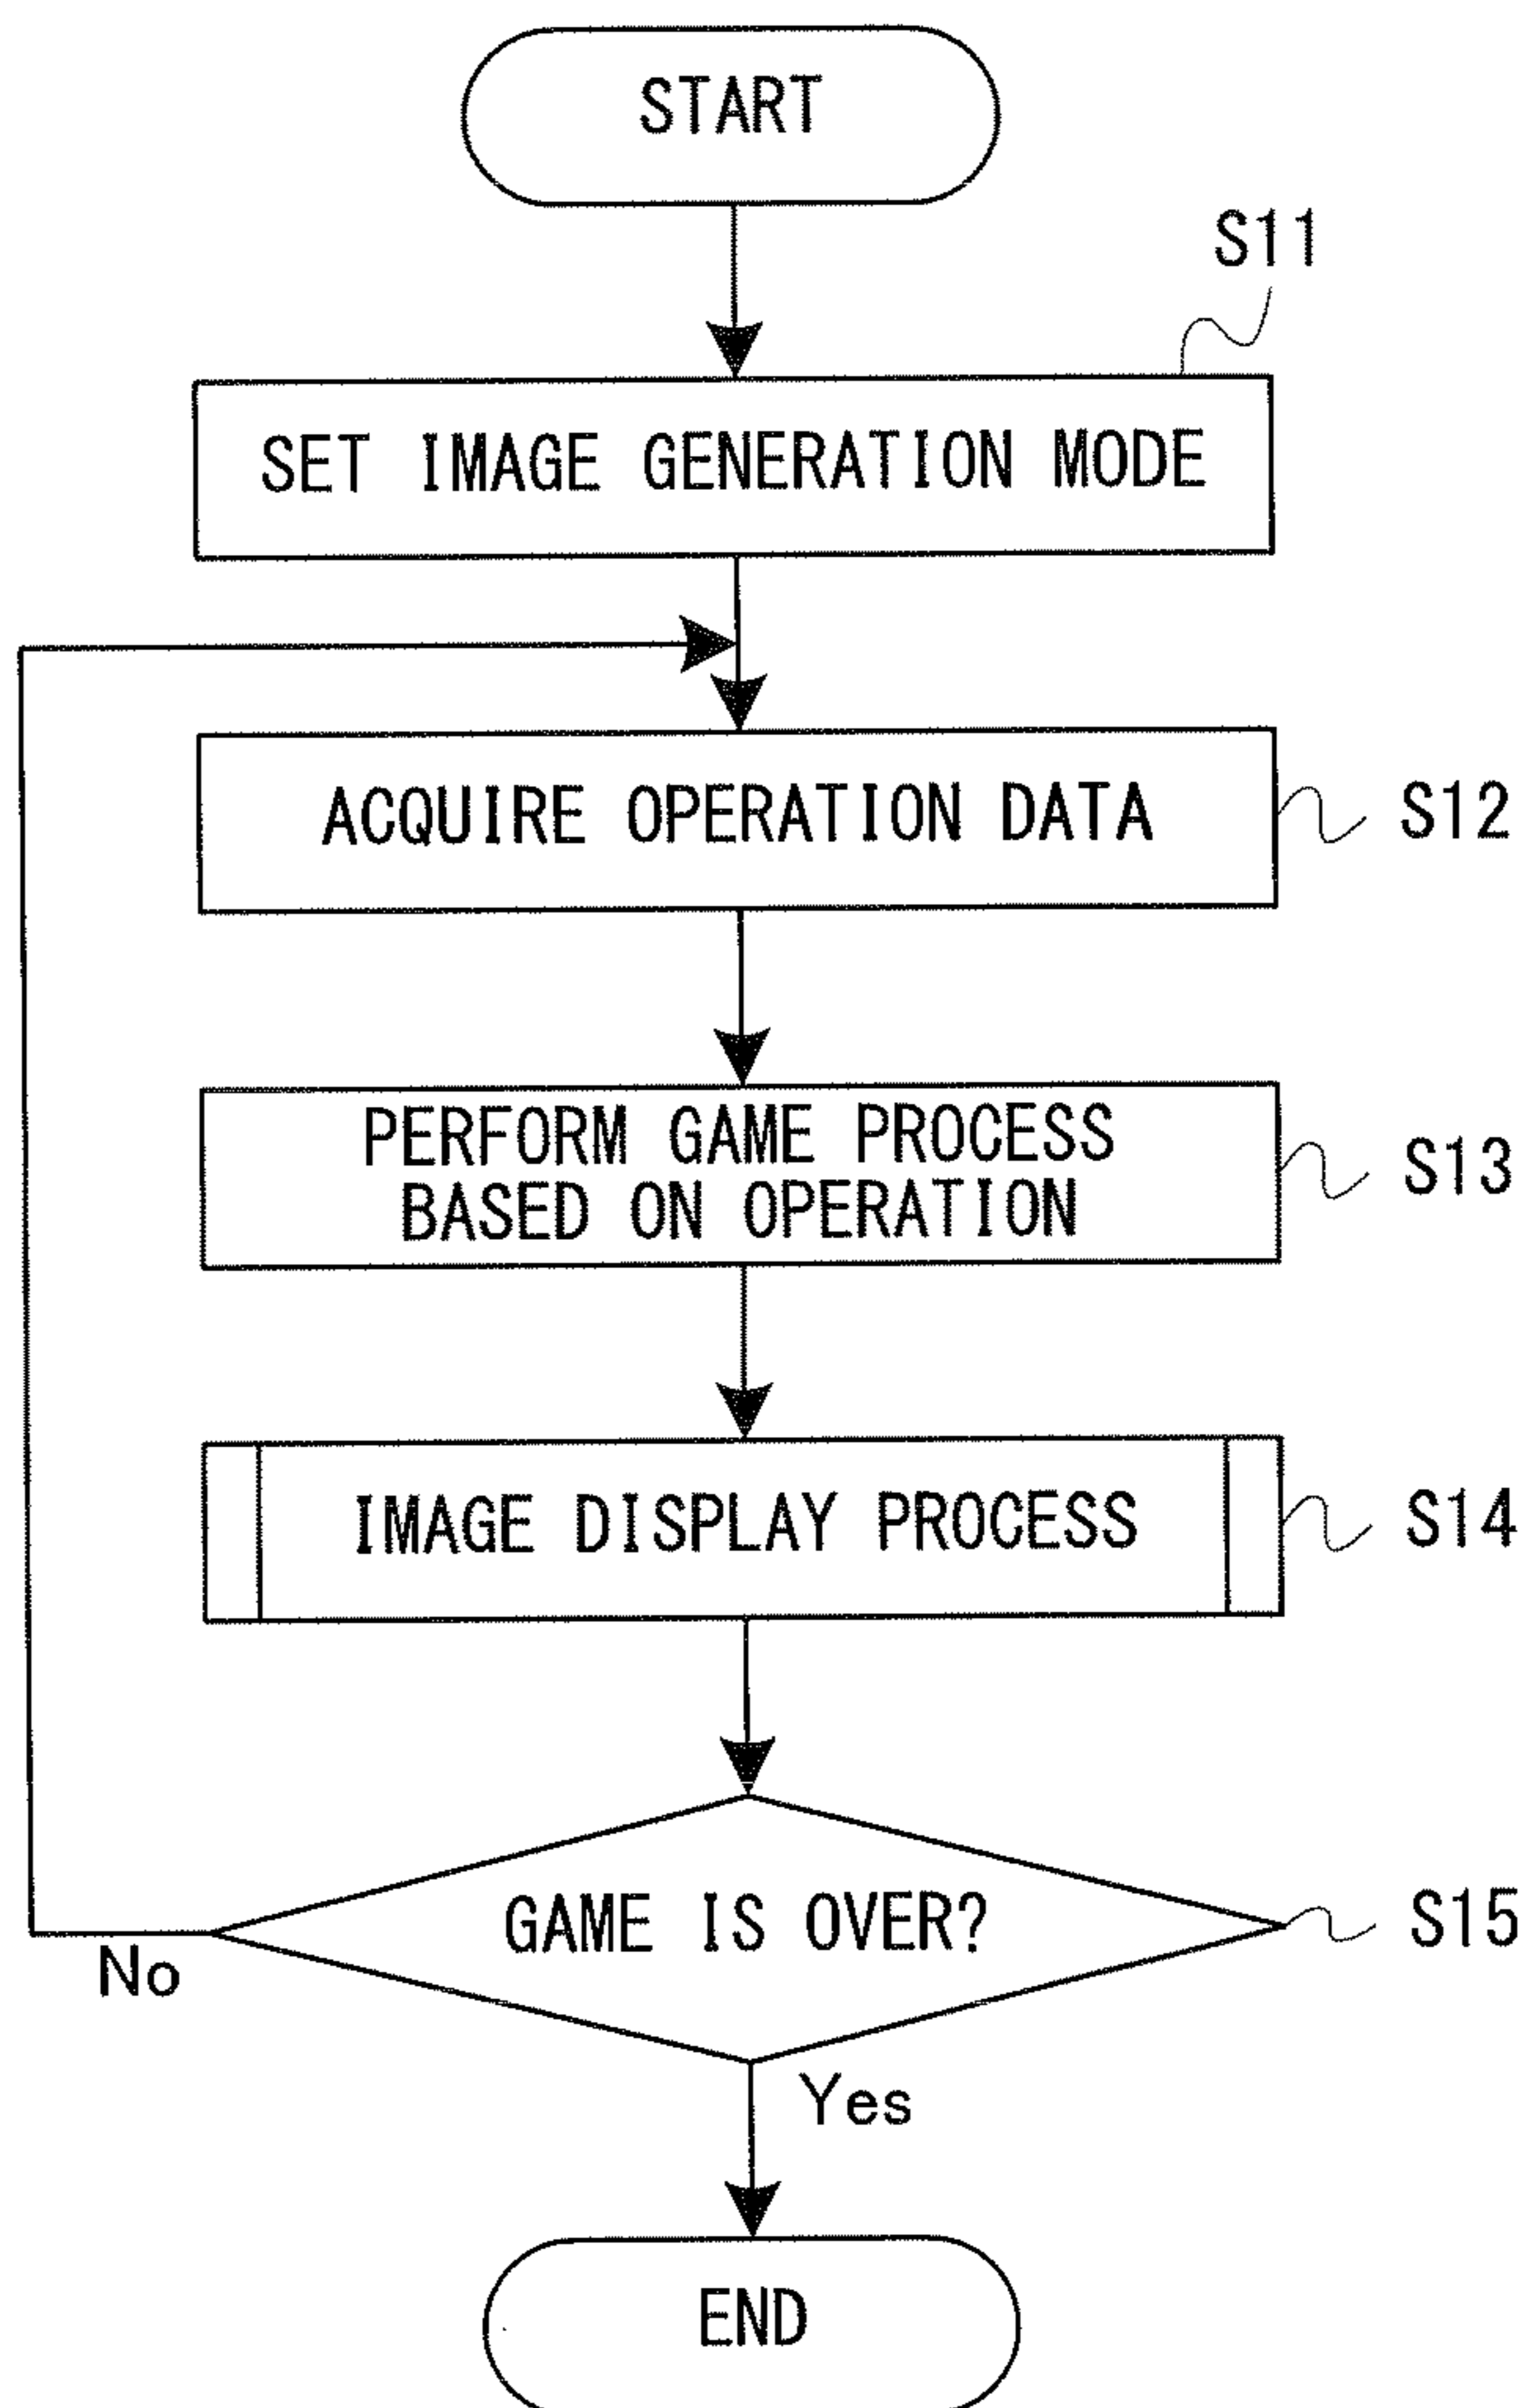 START
S11
SET IMAGE GENERATION MODE
ACQUIRE OPERATION DATA
S12
PERFORM GAME PROCESS
BASED ON OPERATION
S13
IMAGE DISPLAY PROCESS
S14
GAME IS OVER?
S15
No
Yes
END